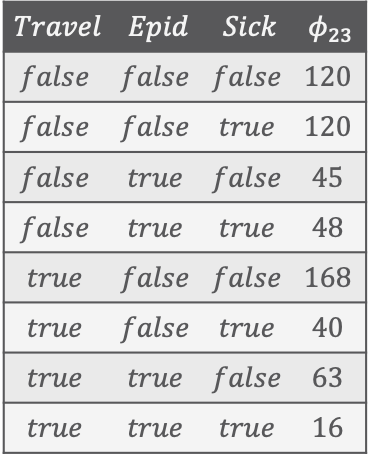 Travel Epid Sick ϕ₂₃
false false false 120
false false true 120
false true false 45
false true true 48
true false false 168
true false true 40
true true false 63
true true true 16